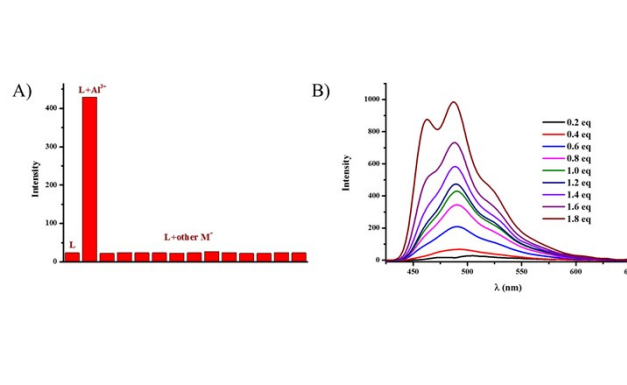 A)
L+Al3+
400
300
200
100
0
Intensity
L
L+other Mn+
B)
1000
800
600
400
200
0
Intensity
450
500
550
600
λ (nm)
0.2 eq
0.4 eq
0.6 eq
0.8 eq
1.0 eq
1.2 eq
1.4 eq
1.6 eq
1.8 eq